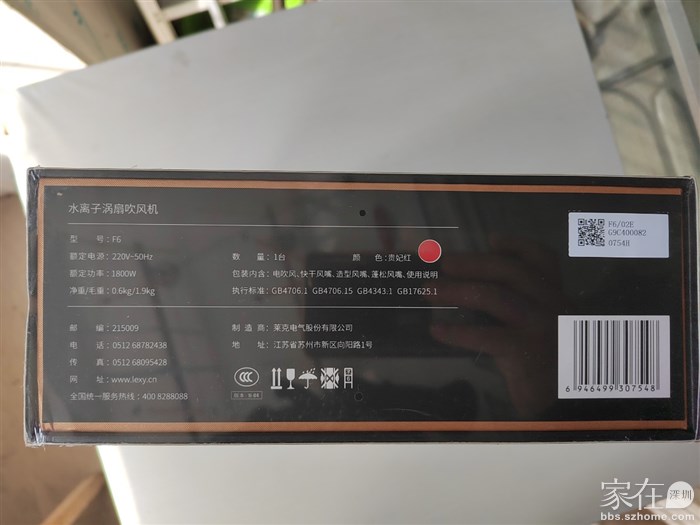 水离子涡扇吹风机
型 号：F6
额定电源：220V~50Hz
数 量：1台
颜 色：贵妃红
额定功率：1800W
包装内含：电吹风、快干风嘴、造型风嘴、蓬松风嘴、使用说明
净重/毛重：0.6kg/1.9kg
执行标准：GB4706.1 GB4706.15 GB4343.1 GB17625.1
邮 编：215009
制 造 商：莱克电气股份有限公司
电 话：0512 68782438
地 址：江苏省苏州市新区向阳路1号
传 真：0512 68095428
网 址：www.lexy.cn
全国统一服务热线：400 8288088
F6/02E
G9C400082
0754H
6 946499 307548
家在深圳
bbs.szhome.com